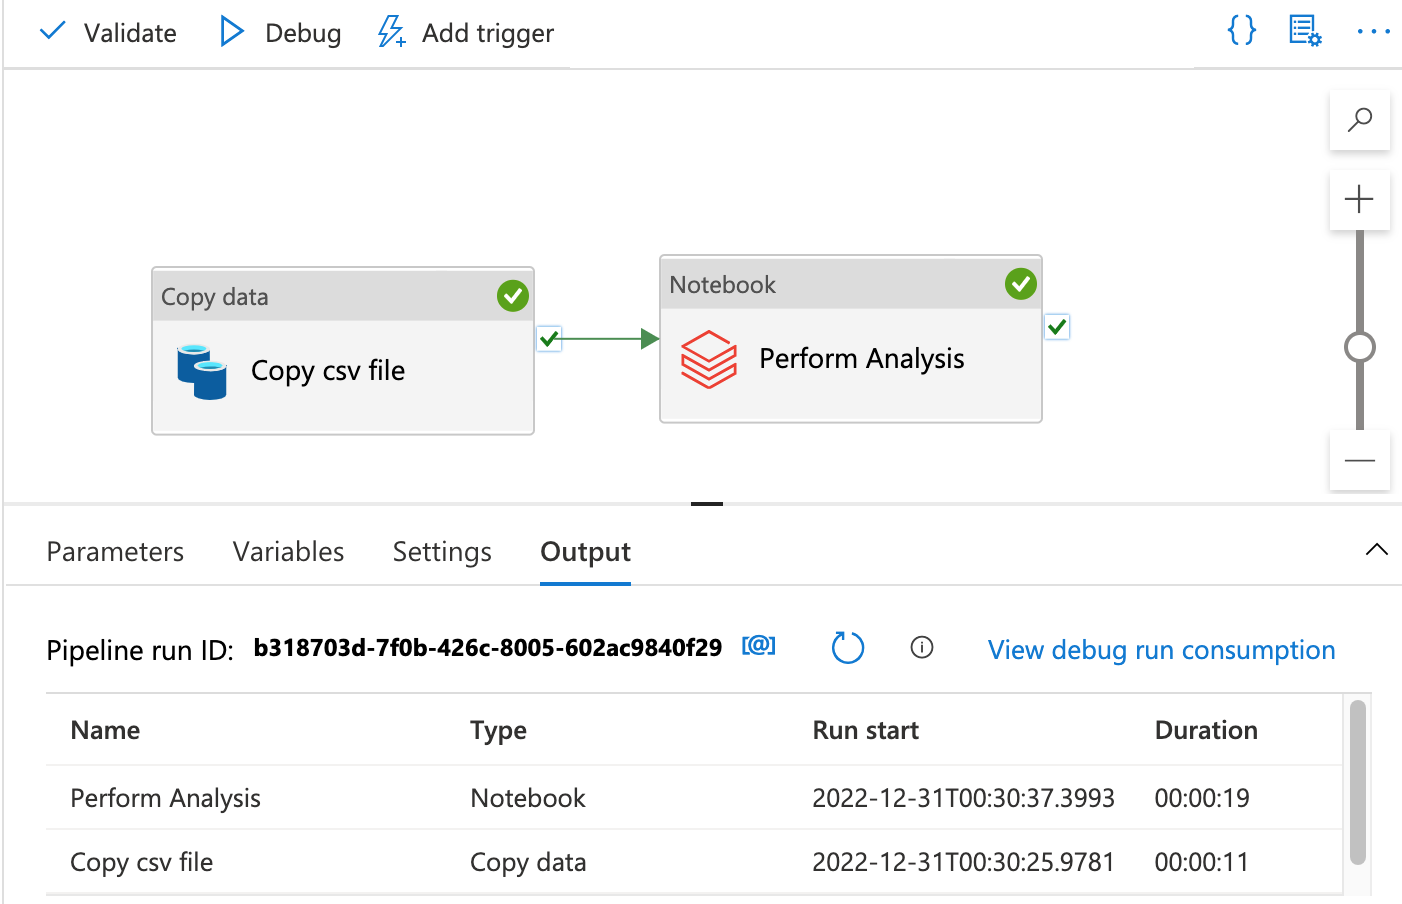 Validate Debug Add trigger
Copy data
Copy csv file
Notebook
Perform Analysis
Parameters Variables Settings Output
Pipeline run ID: b318703d-7f0b-426c-8005-602ac9840f29 [@] View debug run consumption
Name Type Run start Duration
Perform Analysis Notebook 2022-12-31T00:30:37.3993 00:00:19
Copy csv file Copy data 2022-12-31T00:30:25.9781 00:00:11